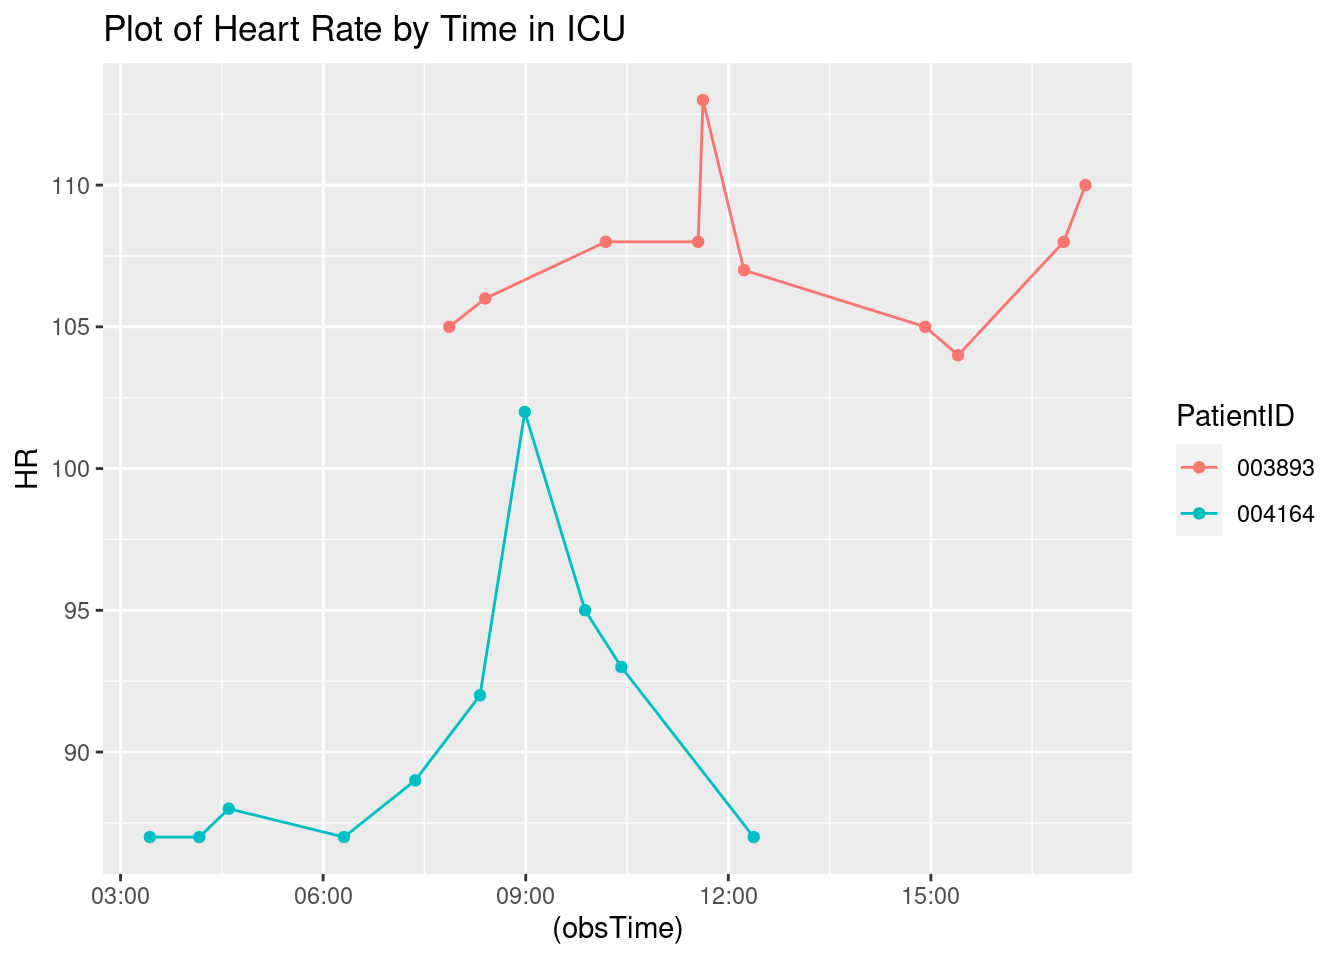 Plot of Heart Rate by Time in ICU
HR
110
105
100
95
90
03:00 06:00 09:00 12:00 15:00
(obsTime)
PatientID
003893
004164